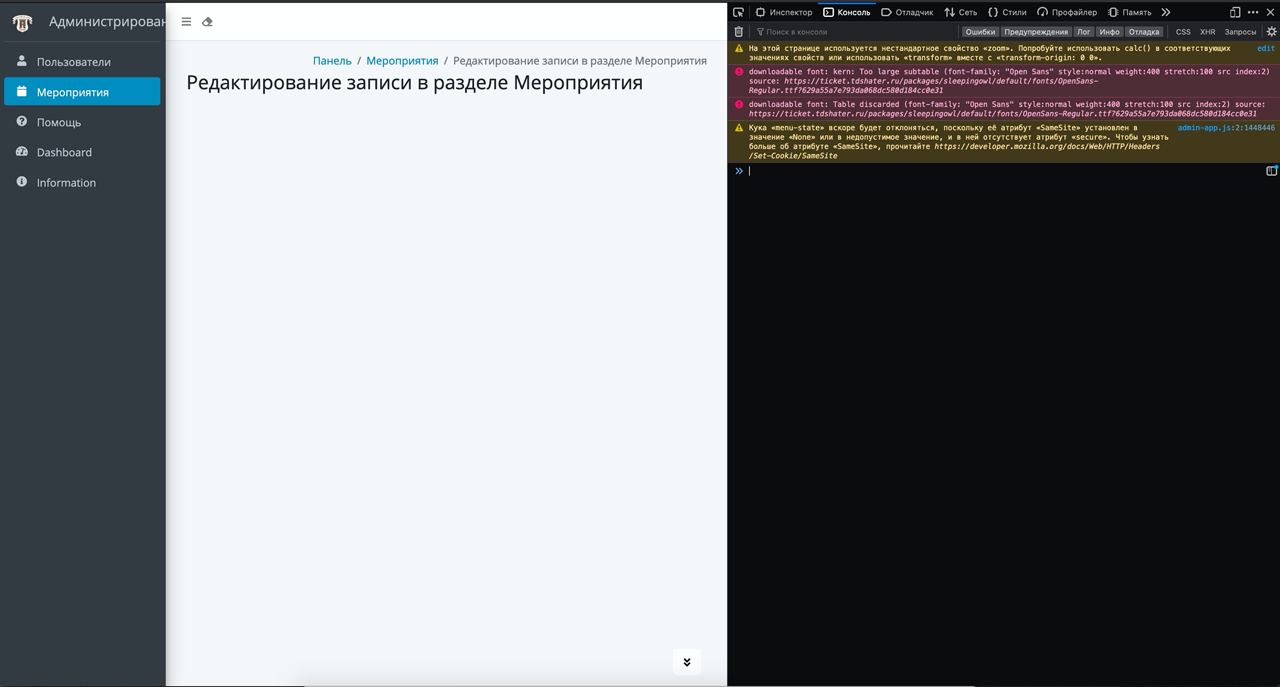 Администрирован
Пользователи
Мероприятия
Помощь
Dashboard
Information
Панель / Мероприятия / Редактирование записи в разделе Мероприятия
Редактирование записи в разделе Мероприятия
Инспектор Консоль Отладчик Сеть Стили Профайлер Память
Поиск в консоли Ошибки Предупреждения Лог Инфо Отладка CSS XHR Запросы
На этой странице используется нестандартное свойство «zoom». Попробуйте использовать calc() в соответствующих edit
значениях свойств или использовать «transform» вместе с «transform-origin: 0 0».
downloadable font: kern: Too large subtable (font-family: "Open Sans" style:normal weight:400 stretch:100 src index:2)
source: https://ticket.tdshater.ru/packages/sleepingowl/default/fonts/OpenSans-
Regular.ttf?629a55a7e793da068dc580d184cc0e31
downloadable font: Table discarded (font-family: "Open Sans" style:normal weight:400 stretch:100 src index:2) source:
https://ticket.tdshater.ru/packages/sleepingowl/default/fonts/OpenSans-Regular.ttf?629a55a7e793da068dc580d184cc0e31
Кука «menu-state» вскоре будет отклоняться, поскольку её атрибут «SameSite» установлен в admin-app.js:2:1448446
значение «None» или в недопустимое значение, и в ней отсутствует атрибут «secure». Чтобы узнать
больше об атрибуте «SameSite», прочитайте https://developer.mozilla.org/docs/Web/HTTP/Headers
/Set-Cookie/SameSite